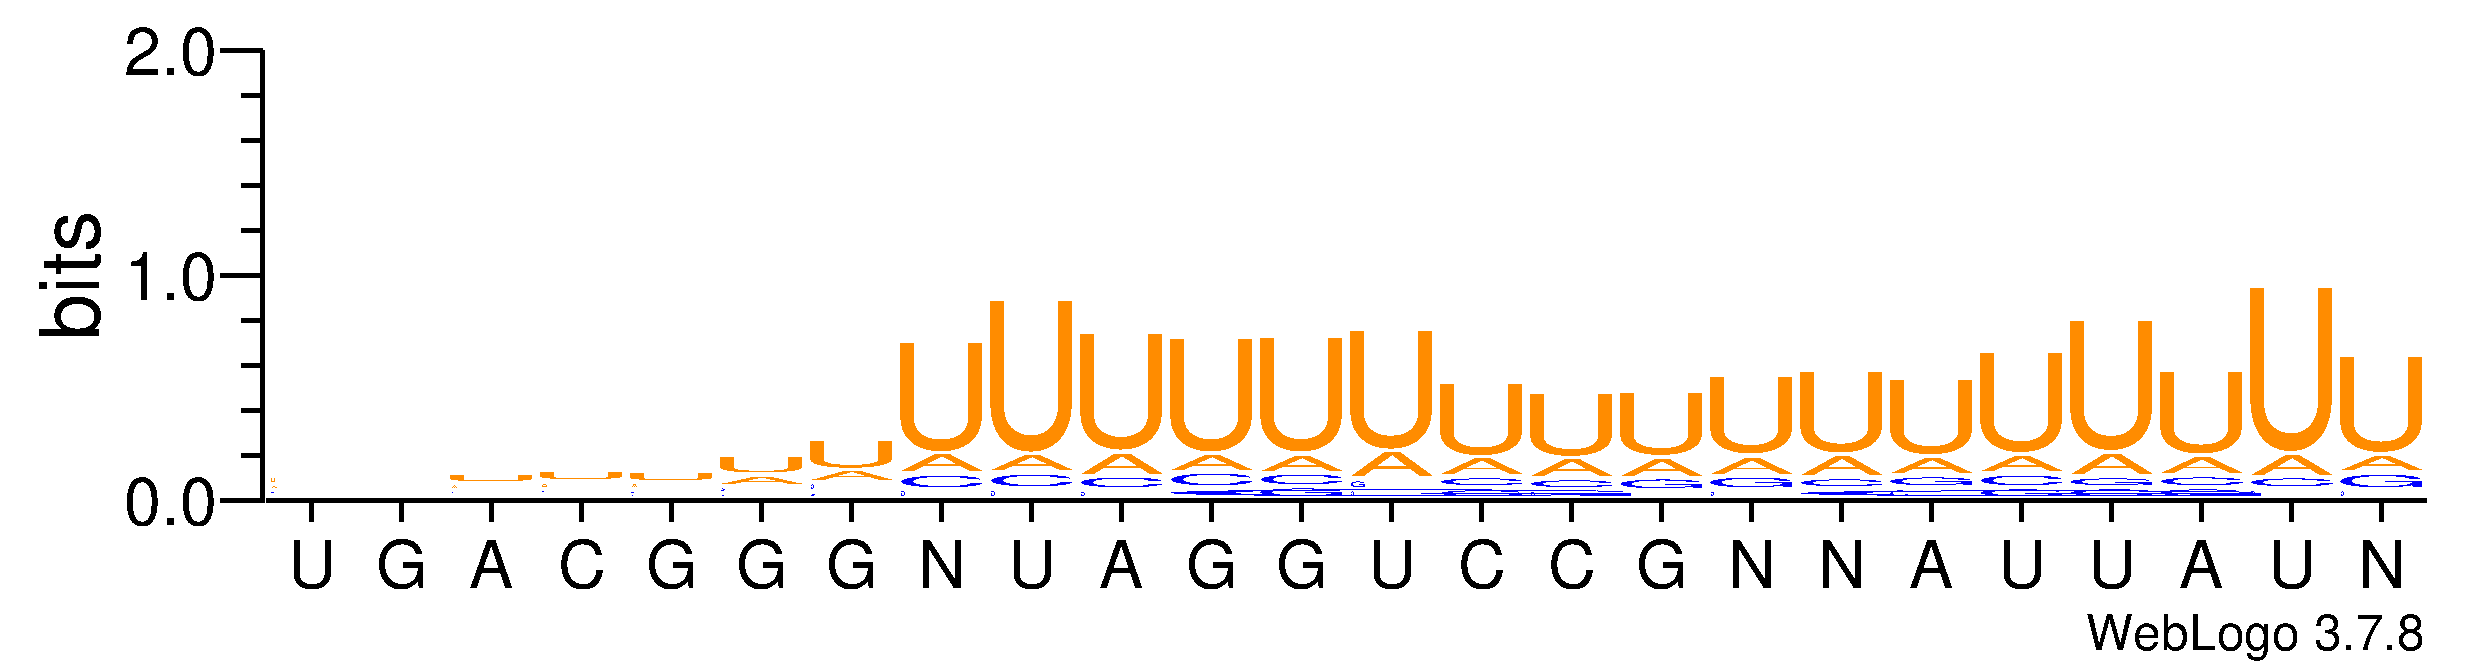 2.0
1.0
0.0
bits
U G A C G G G N U A G G U C C G N N A U U A U N
WebLogo 3.7.8